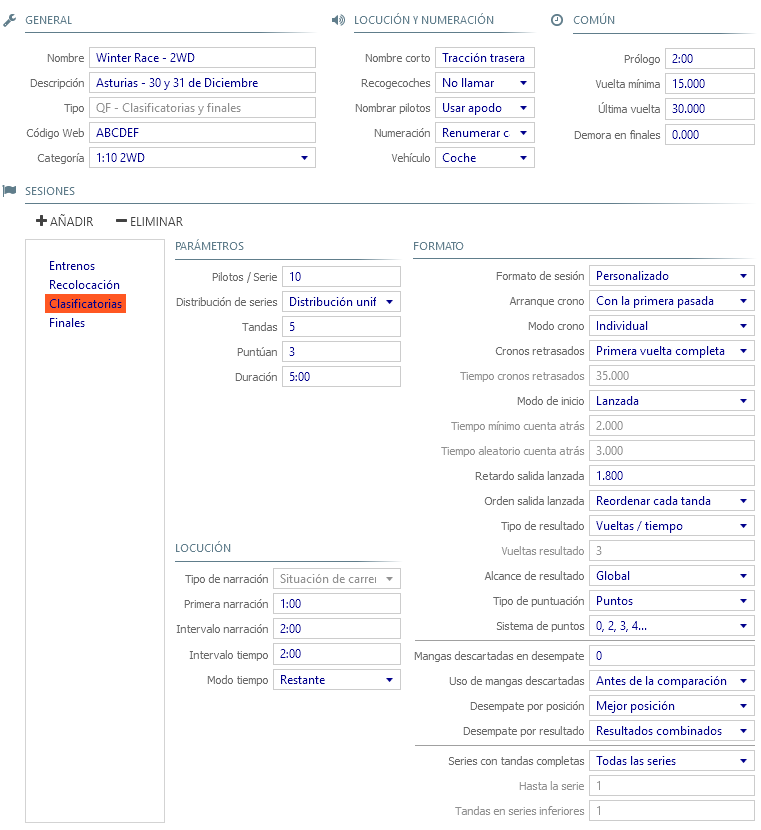 GENERAL
Nombre Winter Race - 2WD
Descripción Asturias - 30 y 31 de Diciembre
Tipo QF - Clasificatorias y finales
Código Web ABCDEF
Categoría 1:10 2WD
LOCUCIÓN Y NUMERACIÓN
Nombre corto Tracción trasera
Recogecoches No llamar
Nombrar pilotos Usar apodo
Numeración Renumerar c
Vehículo Coche
COMÚN
Prólogo 2:00
Vuelta mínima 15.000
Última vuelta 30.000
Demora en finales 0.000
SESIONES
AÑADIR ELIMINAR
Entrenos
Recolocación
Clasificatorias
Finales
PARÁMETROS
Pilotos / Serie 10
Distribución de series Distribución unif
Tandas 5
Puntúan 3
Duración 5:00
LOCUCIÓN
Tipo de narración Situación de carrer
Primera narración 1:00
Intervalo narración 2:00
Intervalo tiempo 2:00
Modo tiempo Restante
FORMATO
Formato de sesión Personalizado
Arranque crono Con la primera pasada
Modo crono Individual
Cronos retrasados Primera vuelta completa
Tiempo cronos retrasados 35.000
Modo de inicio Lanzada
Tiempo mínimo cuenta atrás 2.000
Tiempo aleatorio cuenta atrás 3.000
Retardo salida lanzada 1.800
Orden salida lanzada Reordenar cada tanda
Tipo de resultado Vueltas / tiempo
Vueltas resultado 3
Alcance de resultado Global
Tipo de puntuación Puntos
Sistema de puntos 0, 2, 3, 4...
Mangas descartadas en desempate 0
Uso de mangas descartadas Antes de la comparación
Desempate por posición Mejor posición
Desempate por resultado Resultados combinados
Series con tandas completas Todas las series
Hasta la serie 1
Tandas en series inferiores 1